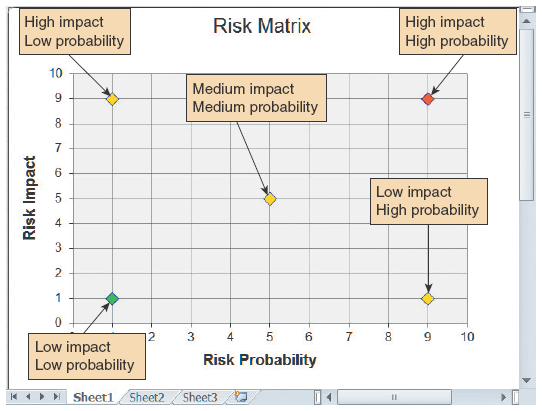 High impact
Low probability
Risk Matrix
High impact
High probability
Medium impact
Medium probability
Low impact
High probability
Low impact
Low probability
Risk Impact
10
9
8
7
6
5
4
3
2
1
0
2
3
4
5
6
7
8
9
10
Risk Probability
Sheet1
Sheet2
Sheet3